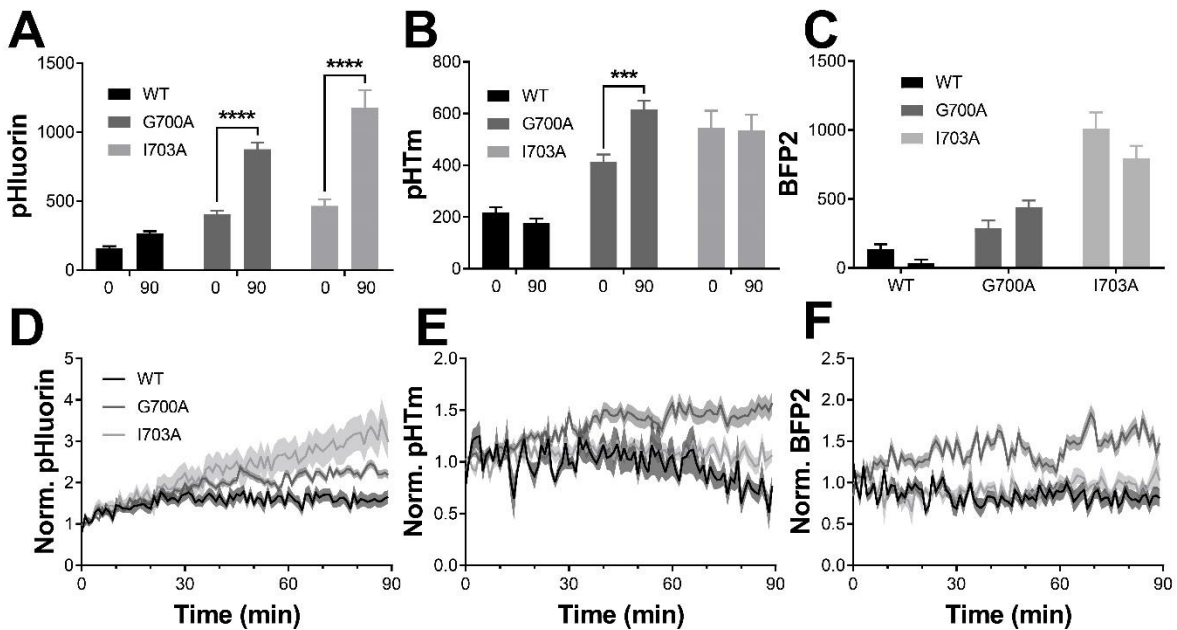 A
pHluorin
1500
1000
500
0
WT
G700A
I703A
****
****
0 90 0 90 0 90
B
pHTm
800
600
400
200
0
WT
G700A
I703A
***
0 90 0 90 0 90
C
BFP2
1500
1000
500
0
WT
G700A
I703A
WT G700A I703A
D
Norm. pHluorin
5
4
3
2
1
0
WT
G700A
I703A
0 30 60 90
Time (min)
E
Norm. pHTm
2.0
1.5
1.0
0.5
0.0
0 30 60 90
Time (min)
F
Norm. BFP2
2.5
2.0
1.5
1.0
0.5
0.0
0 30 60 90
Time (min)